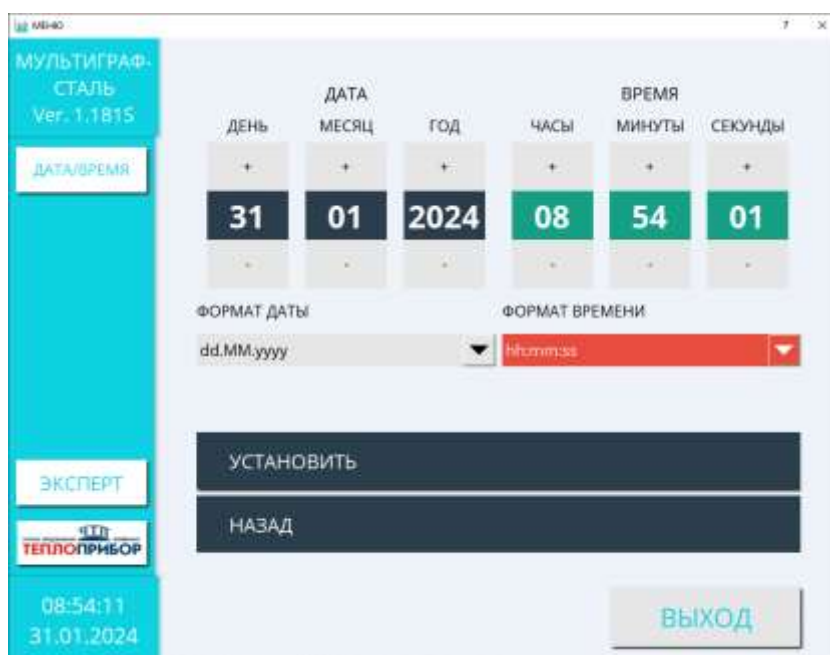 МЕНЮ ? ×
МУЛЬТИГРАФ-
СТАЛЬ
Ver. 1.181S
ДАТА/ВРЕМЯ
ДАТА ВРЕМЯ
ДЕНЬ МЕСЯЦ ГОД ЧАСЫ МИНУТЫ СЕКУНДЫ
+ + + + + +
31 01 2024 08 54 01
- - - - - -
ФОРМАТ ДАТЫ ФОРМАТ ВРЕМЕНИ
dd.MM.yyyy hh:mm:ss
УСТАНОВИТЬ
НАЗАД
ЭКСПЕРТ
ТЕПЛОПРИБОР
08:54:11
31.01.2024
ВЫХОД